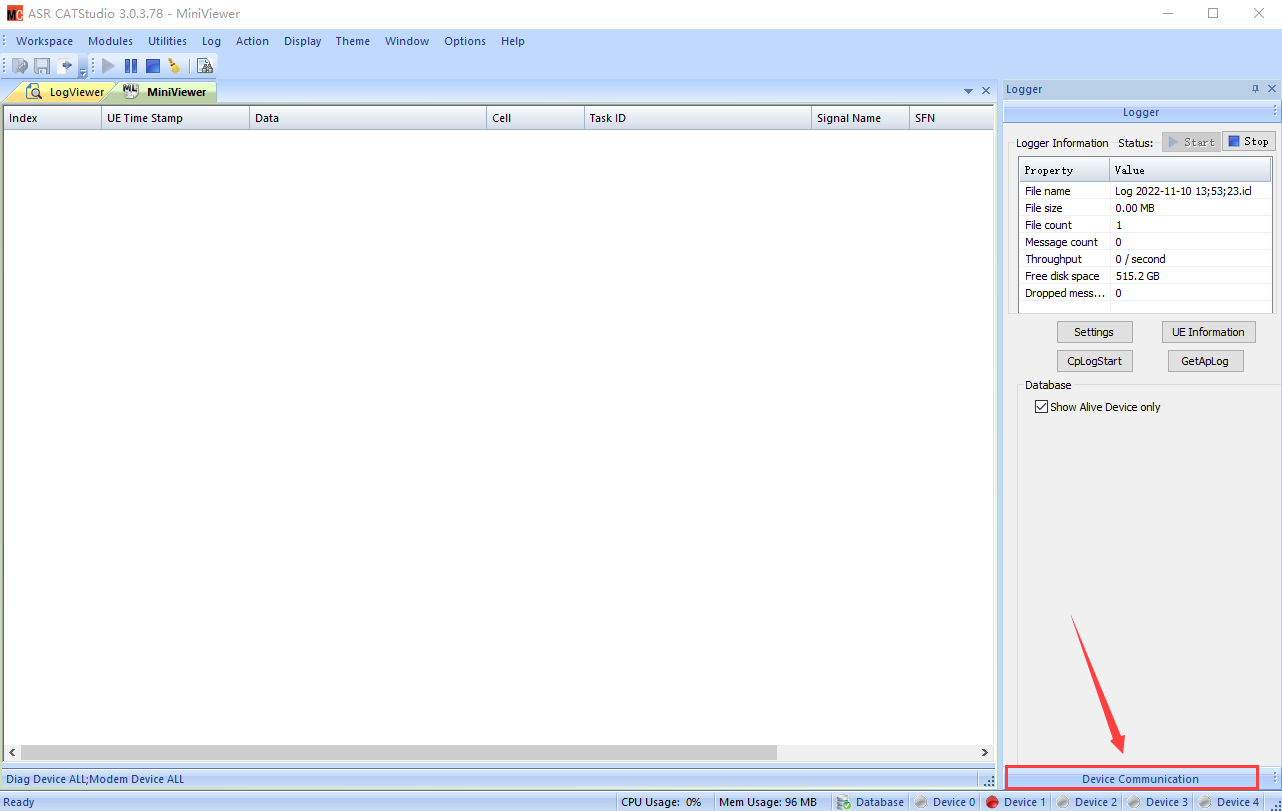 ASR CATStudio 3.0.3.78 - MiniViewer
Workspace Modules Utilities Log Action Display Theme Window Options Help
LogViewer MiniViewer
Index UE Time Stamp Data Cell Task ID Signal Name SFN
Logger
Logger
Logger Information Status: Start Stop
Property Value
File name Log 2022-11-10 13;53;23.icl
File size 0.00 MB
File count 1
Message count 0
Throughput 0 / second
Free disk space 515.2 GB
Dropped mess... 0
Settings UE Information
CpLogStart GetApLog
Database
Show Alive Device only
Device Communication
Diag Device ALL;Modem Device ALL
Ready CPU Usage: 0% Mem Usage: 96 MB Database Device 0 Device 1 Device 2 Device 3 Device 4